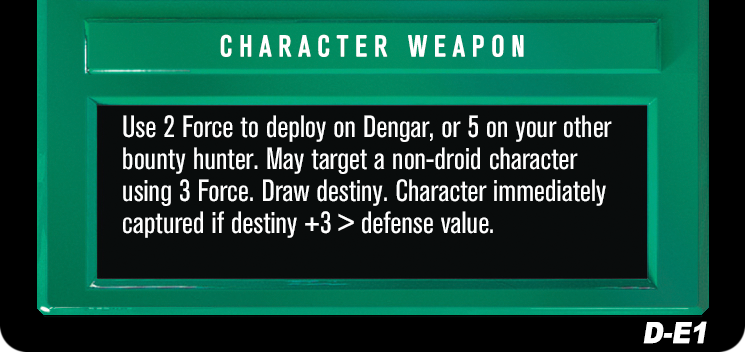 CHARACTER WEAPON
Use 2 Force to deploy on Dengar, or 5 on your other
bounty hunter. May target a non-droid character
using 3 Force. Draw destiny. Character immediately
captured if destiny +3 > defense value.
D-E1